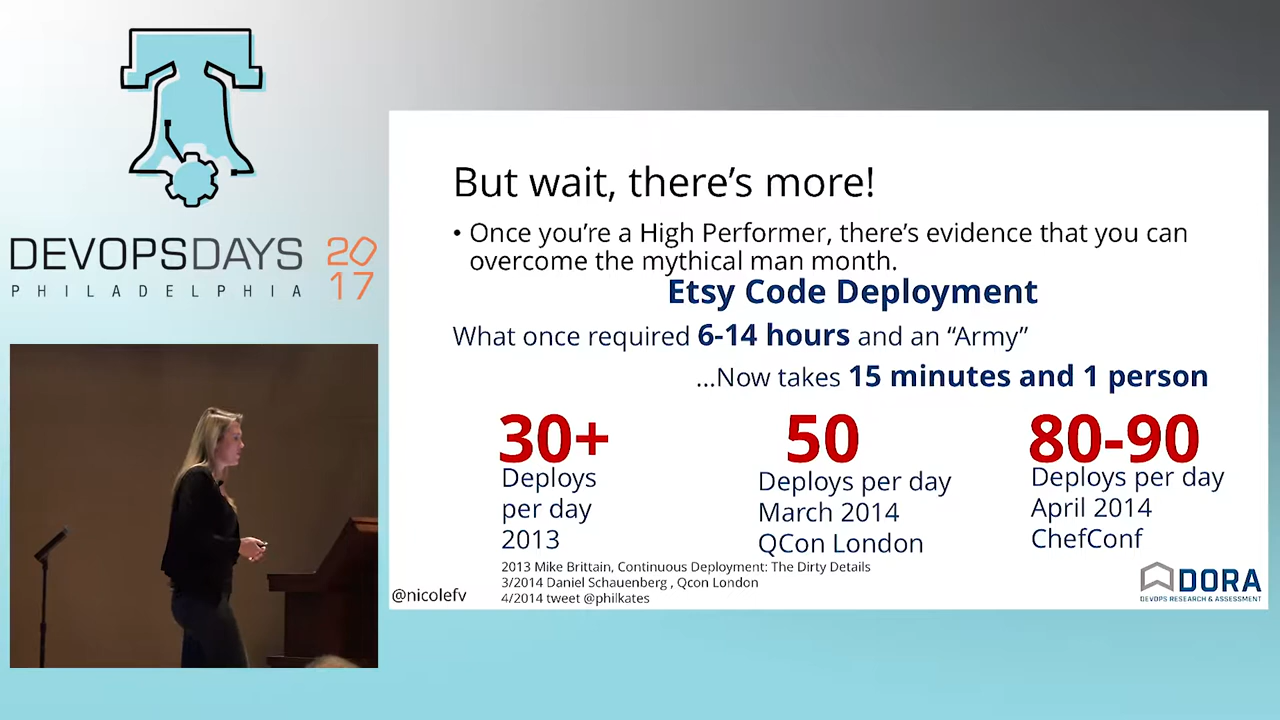 DEVOPSDAYS 2017
PHILADELPHIA
But wait, there's more!
• Once you're a High Performer, there's evidence that you can
overcome the mythical man month.
Etsy Code Deployment
What once required 6-14 hours and an “Army”
...Now takes 15 minutes and 1 person
30+
Deploys
per day
2013
50
Deploys per day
March 2014
QCon London
80-90
Deploys per day
April 2014
ChefConf
2013 Mike Brittain, Continuous Deployment: The Dirty Details
3/2014 Daniel Schauenberg , Qcon London
4/2014 tweet @philkates
@nicolefv
DORA
DEVOPS RESEARCH & ASSESSMENT